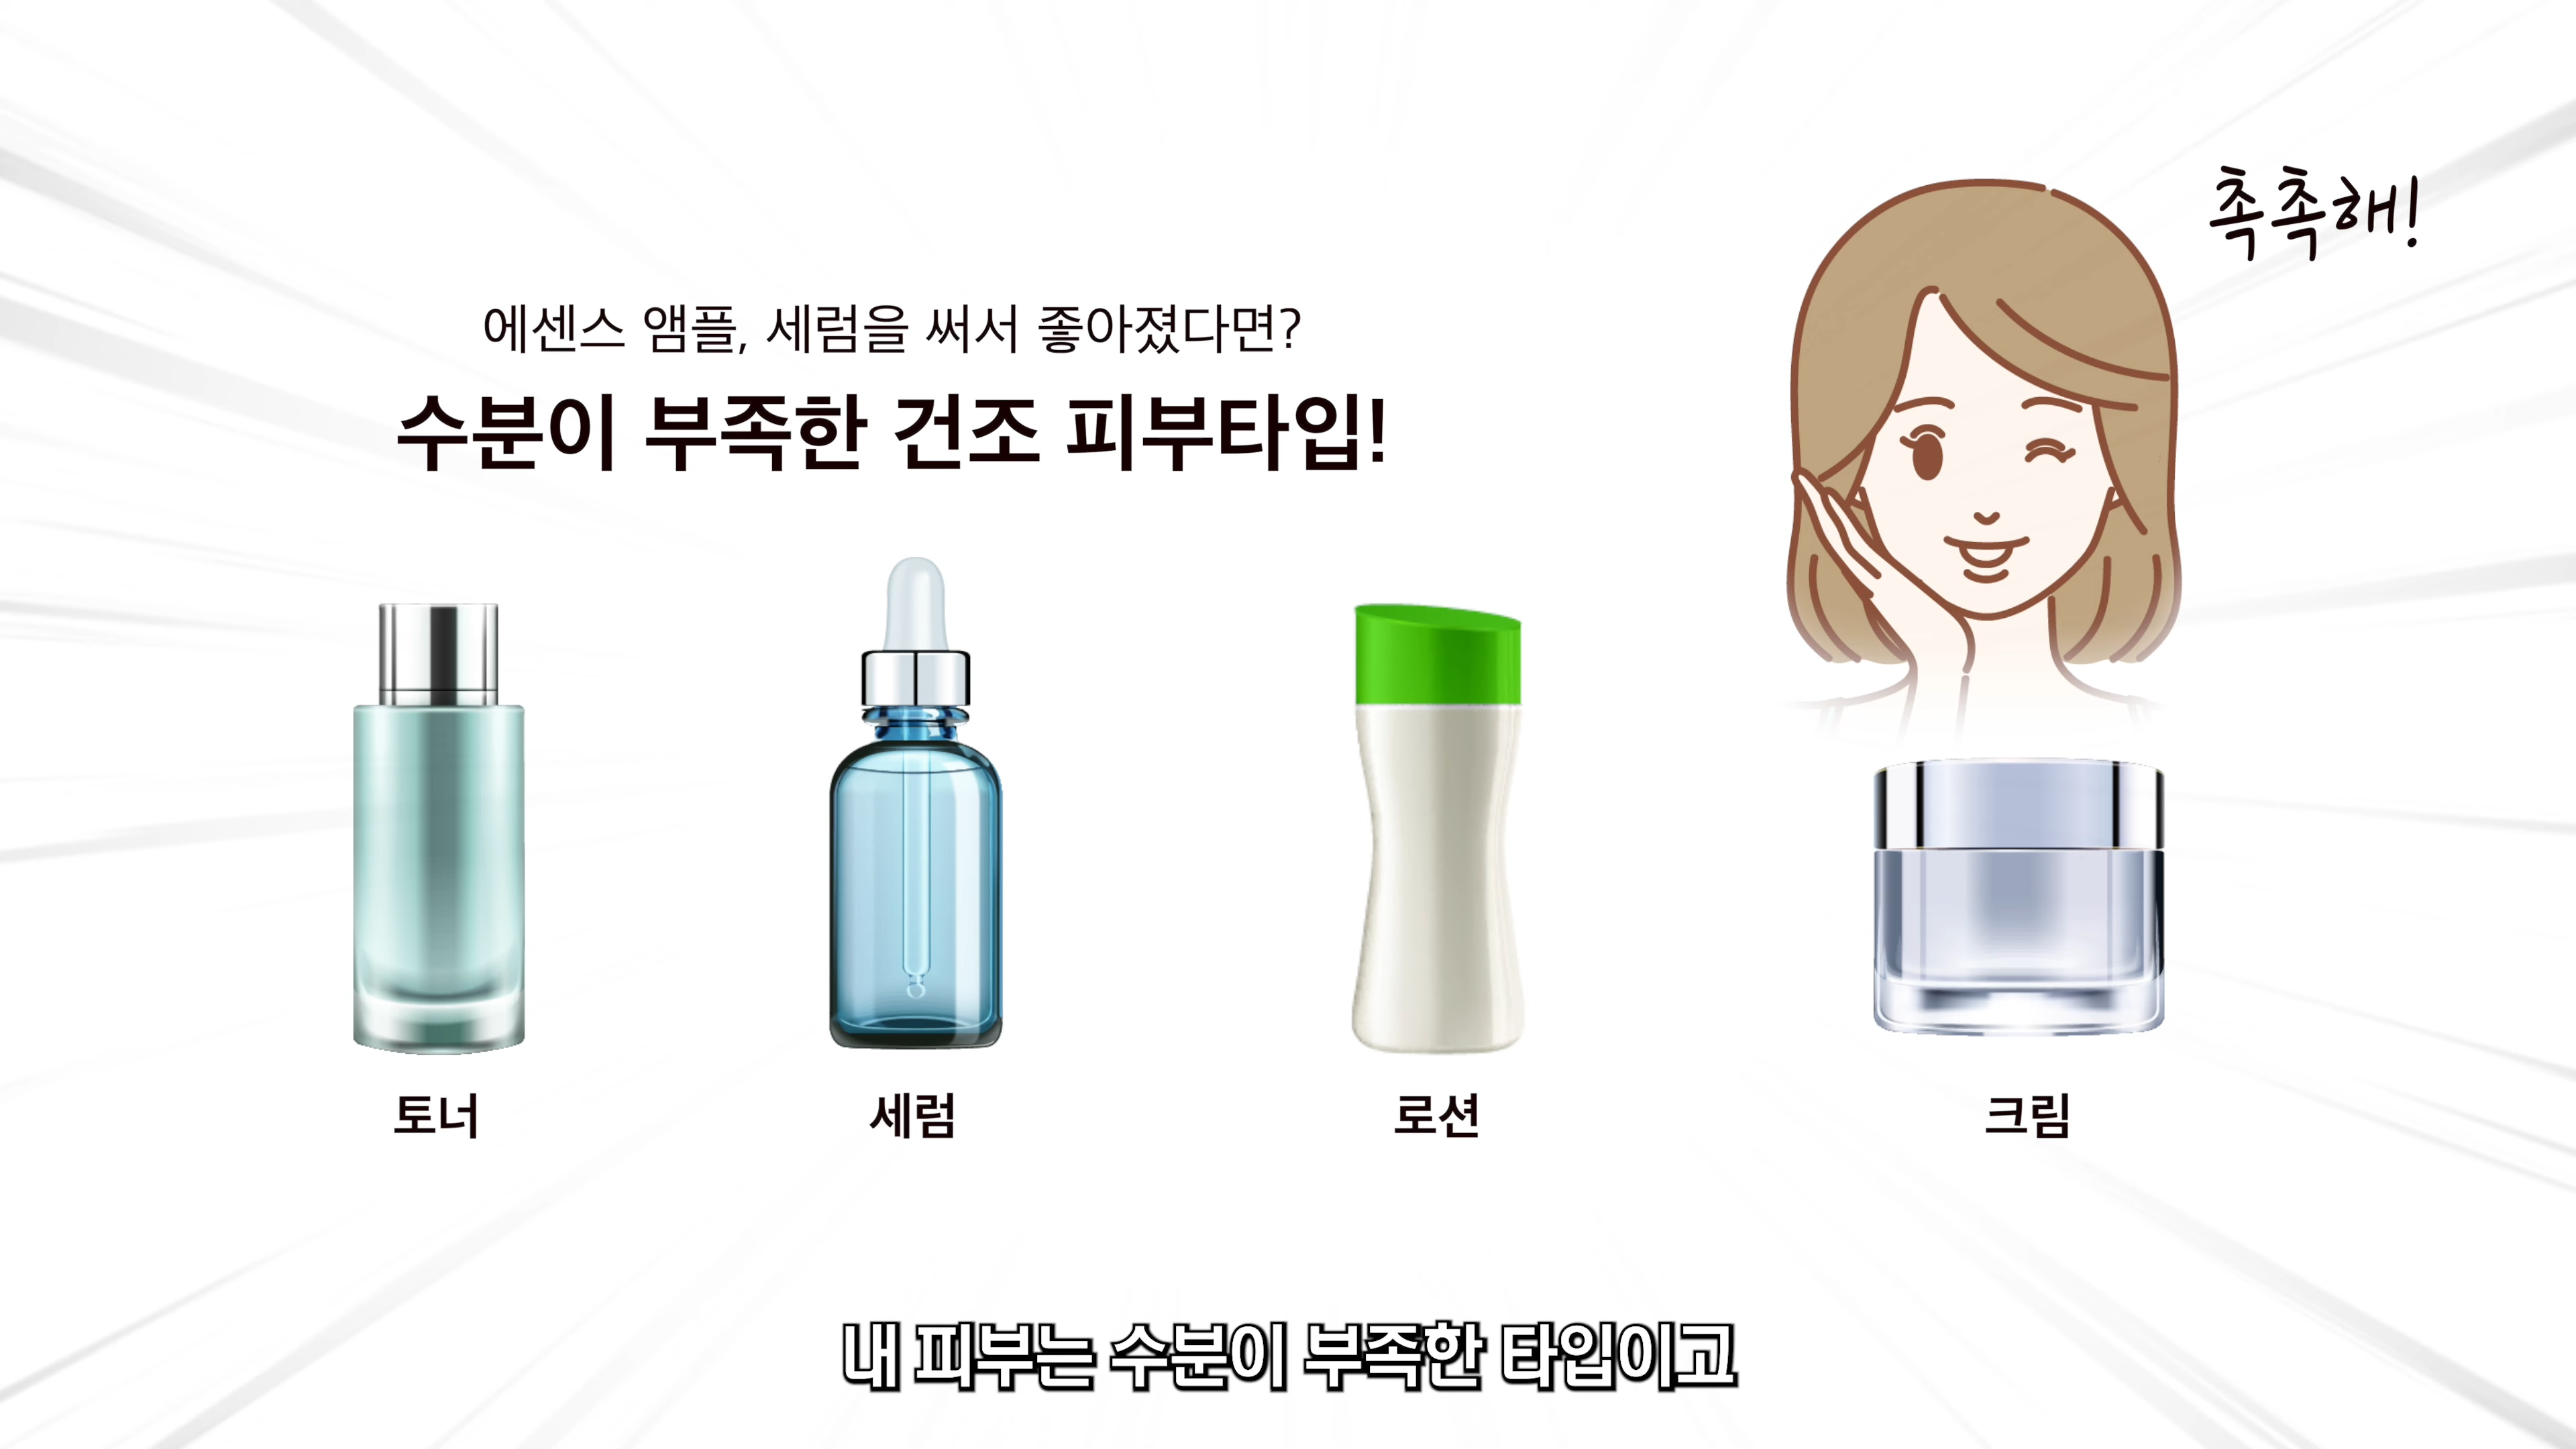 촉촉해!
에센스 앰플, 세럼을 써서 좋아졌다면?
수분이 부족한 건조 피부타입!
토너
세럼
로션
크림
내 피부는 수분이 부족한 타입이고